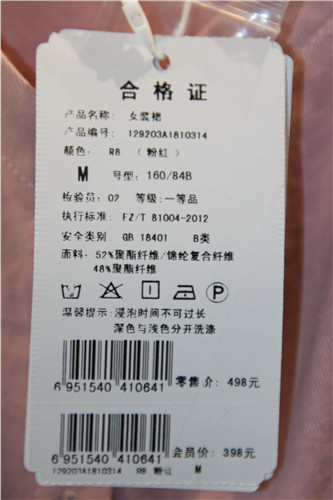 合格证
产品名称: 女装裙
产品编号: 129203A1810314
颜色: R8 (粉红)
M 号型: 160/84B
检验员: 02 等级: 一等品
执行标准: FZ/T 81004-2012
安全类别 GB 18401 B类
面料: 52%聚酯纤维/锦纶复合纤维
48%聚酯纤维
P
温馨提示: 浸泡时间不可过长
深色与浅色分开洗涤
6 951540 410641 零售价: 498元
6 951540 410641 会员价: 398元
129203A1810314 R8 粉红 M